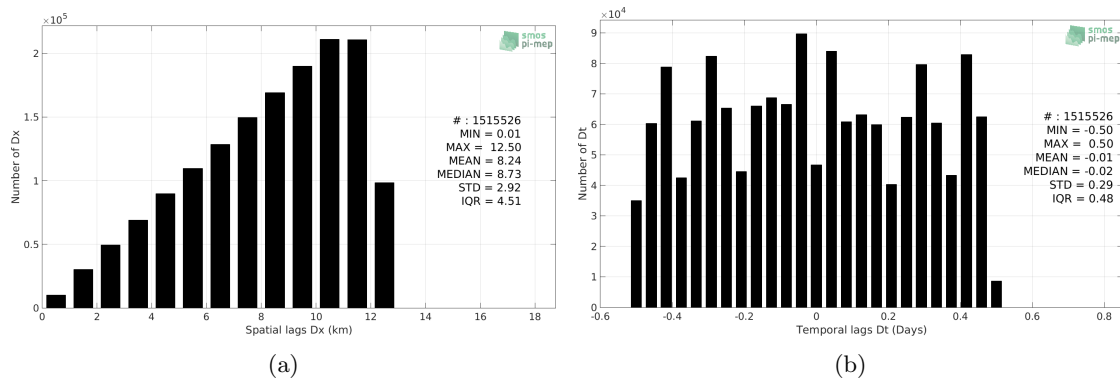 ×10⁵
2
1.5
1
0.5
0
0 2 4 6 8 10 12 14 16 18
Number of Dx
Spatial lags Dx (km)
smos
pi-mep
# : 1515526
MIN = 0.01
MAX = 12.50
MEAN = 8.24
MEDIAN = 8.73
STD = 2.92
IQR = 4.51
(a)
×10⁴
9
8
7
6
5
4
3
2
1
0
-0.6 -0.4 -0.2 0 0.2 0.4 0.6 0.8
Number of Dt
Temporal lags Dt (Days)
smos
pi-mep
# : 1515526
MIN = -0.50
MAX = 0.50
MEAN = -0.01
MEDIAN = -0.02
STD = 0.29
IQR = 0.48
(b)